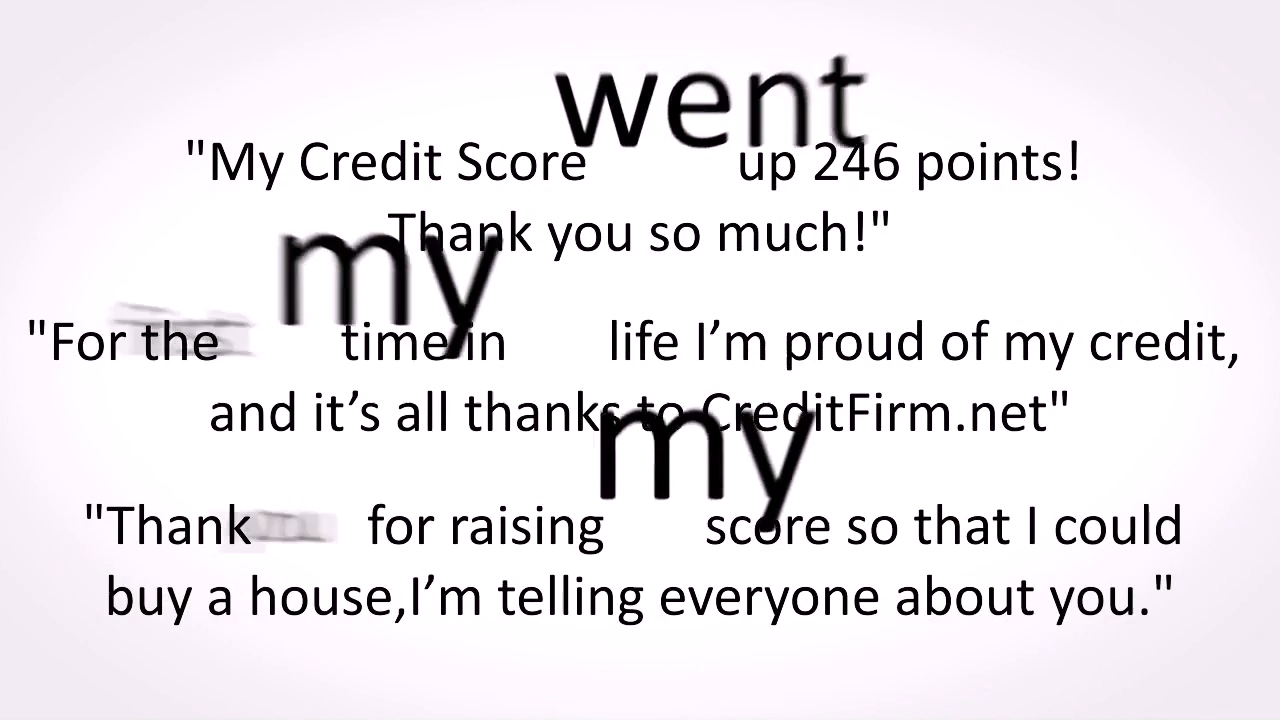 "My Credit Score went up 246 points!
Thank you so much!"
"For the time in my life I’m proud of my credit,
and it’s all thanks to CreditFirm.net"
"Thank for raising my score so that I could
buy a house,I’m telling everyone about you."